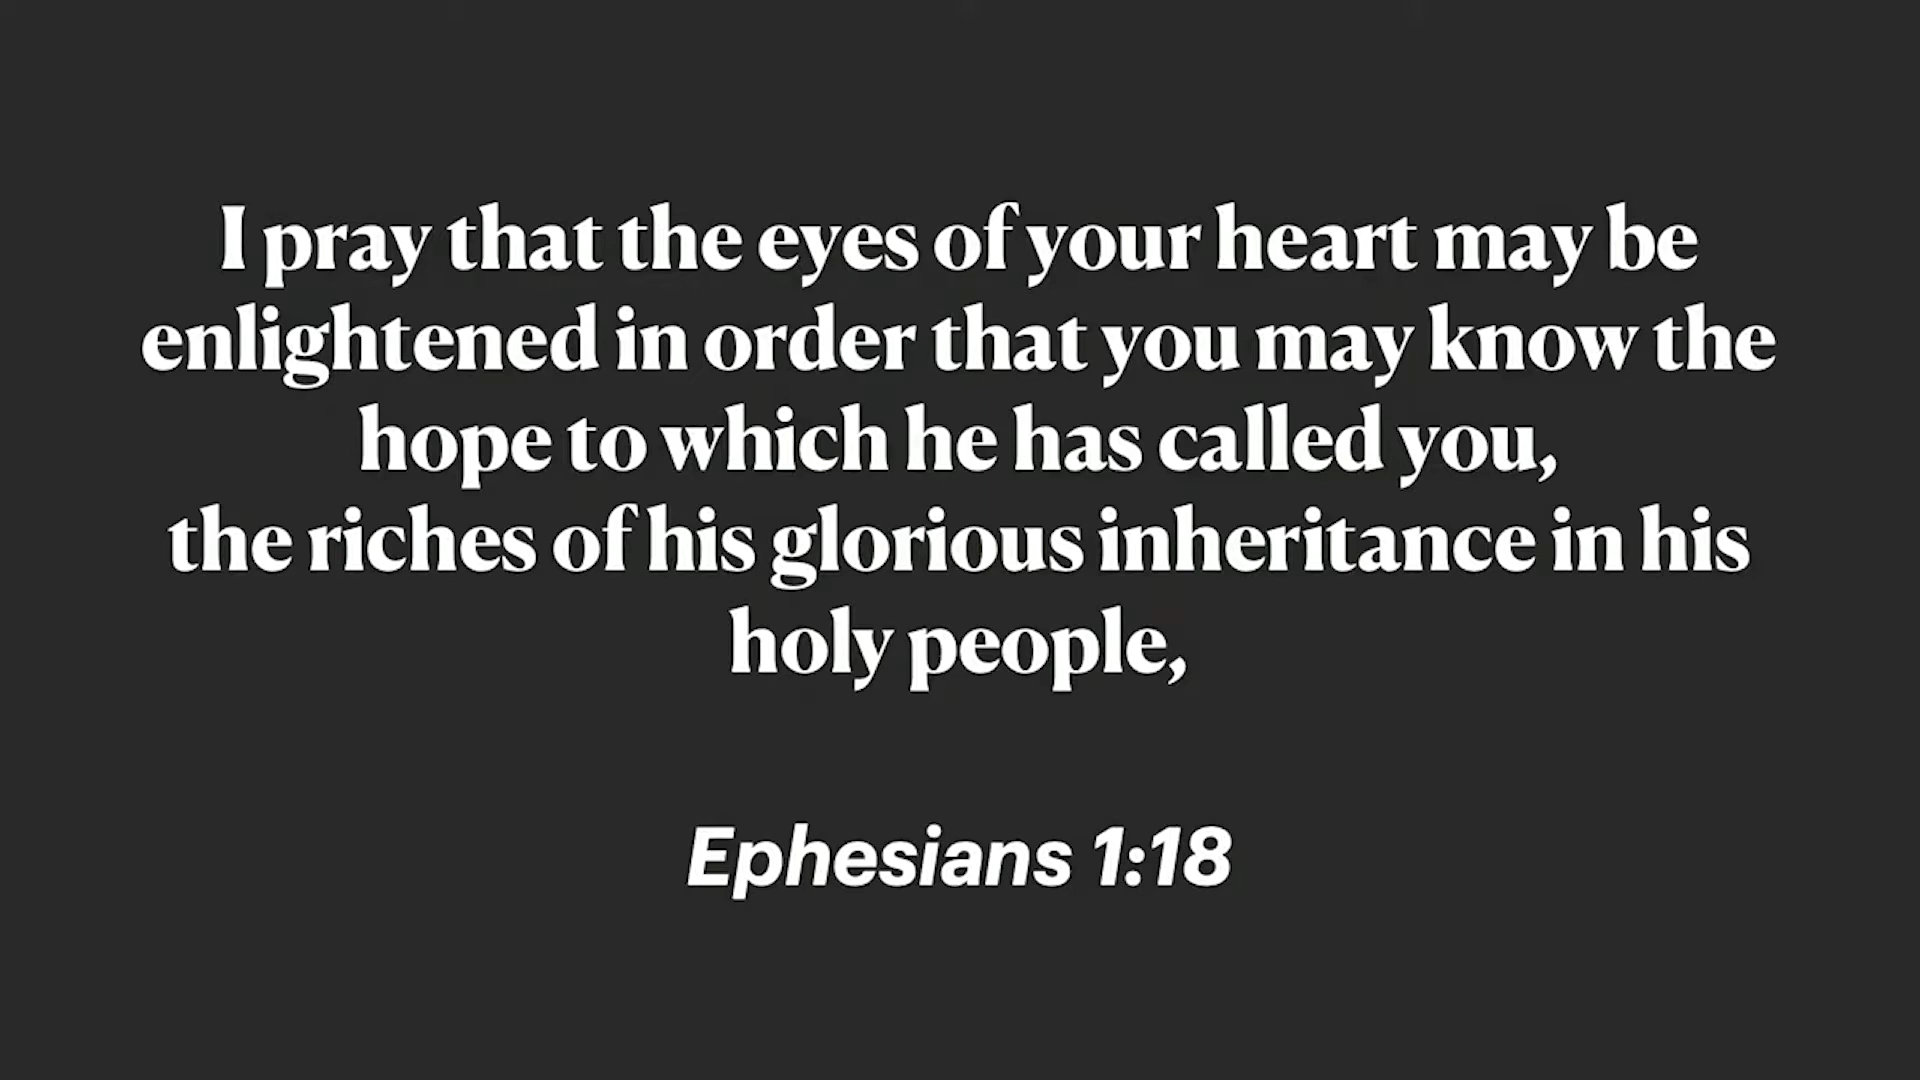 I pray that the eyes of your heart may be
enlightened in order that you may know the
hope to which he has called you,
the riches of his glorious inheritance in his
holy people,
Ephesians 1:18